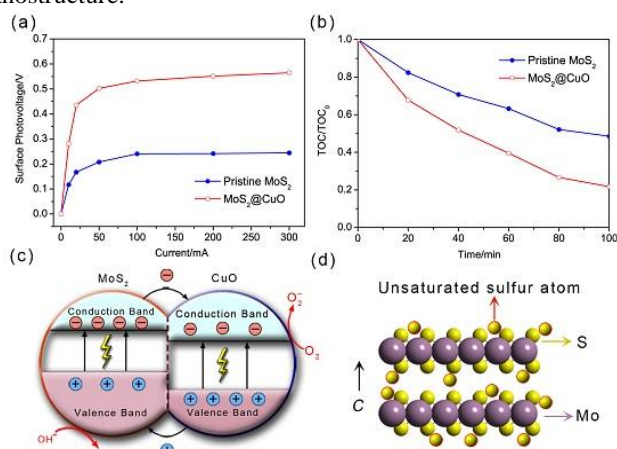 nostructure.
(a)
Surface Photovoltage/V
0.7
0.6
0.5
0.4
0.3
0.2
0.1
0.0
Pristine MoS₂
MoS₂@CuO
0 50 100 150 200 250 300
Current/mA
(b)
TOC/TOC₀
1.0
0.8
0.6
0.4
0.2
0.0
Pristine MoS₂
MoS₂@CuO
0 20 40 60 80 100
Time/min
(c)
MoS₂ CuO
Conduction Band
Conduction Band
Valence Band
Valence Band
O₂⁻
O₂
OH⁻
(d)
Unsaturated sulfur atom
S
C
Mo